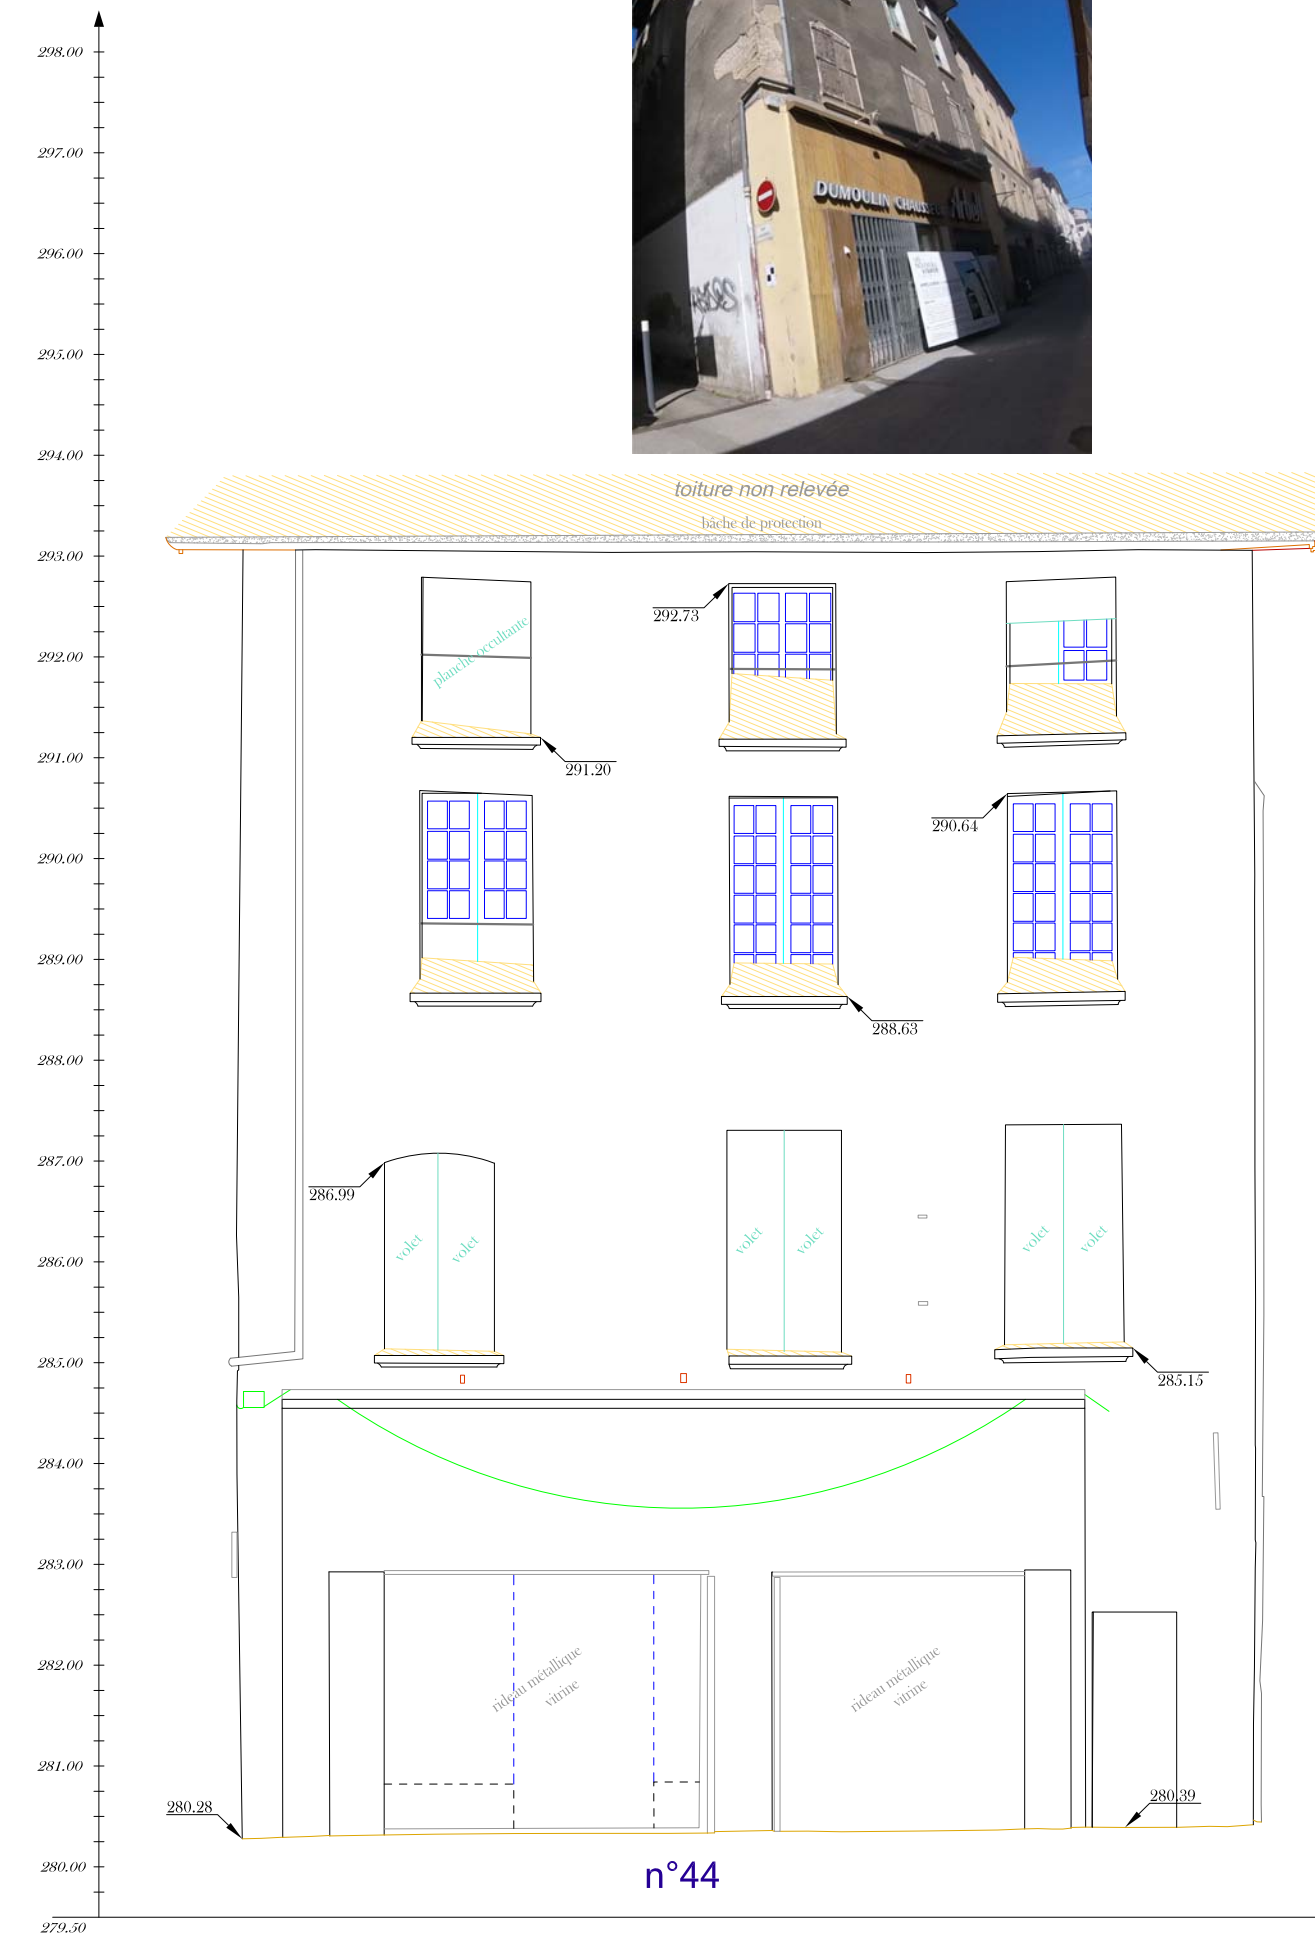 298.00
297.00
296.00
295.00
294.00
293.00
292.00
291.00
290.00
289.00
288.00
287.00
286.00
285.00
284.00
283.00
282.00
281.00
280.00
279.50
DUMOULIN
toiture non relevée
bâche de protection
planche occultante
292.73
291.20
290.64
288.63
286.99
volet
volet
volet
volet
volet
volet
285.15
rideau métallique
vitrine
rideau métallique
vitrine
280.28
280.39
n°44